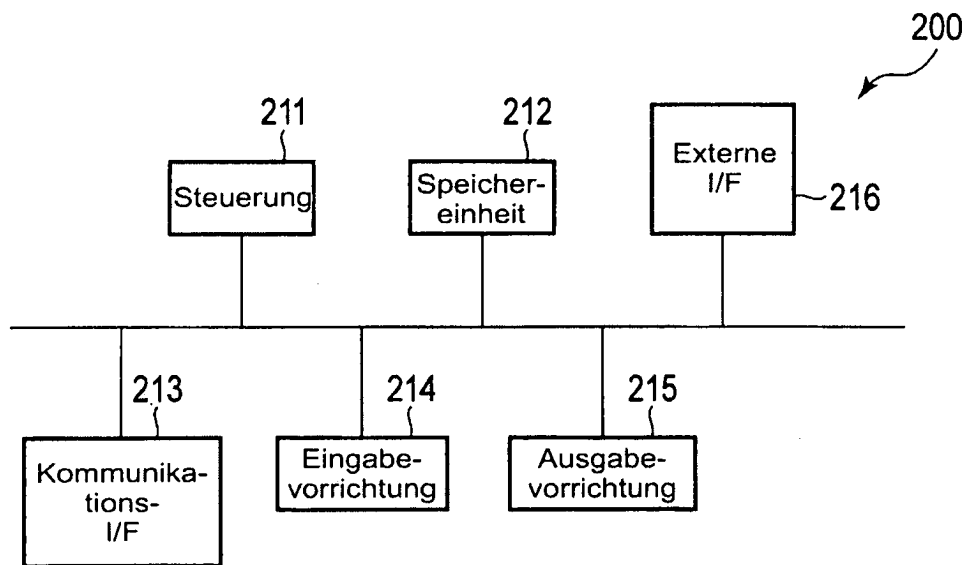 200
211
Steuerung
212
Speicher-
einheit
Externe
I/F
216
213
Kommunika-
tions-
I/F
214
Eingabe-
vorrichtung
215
Ausgabe-
vorrichtung